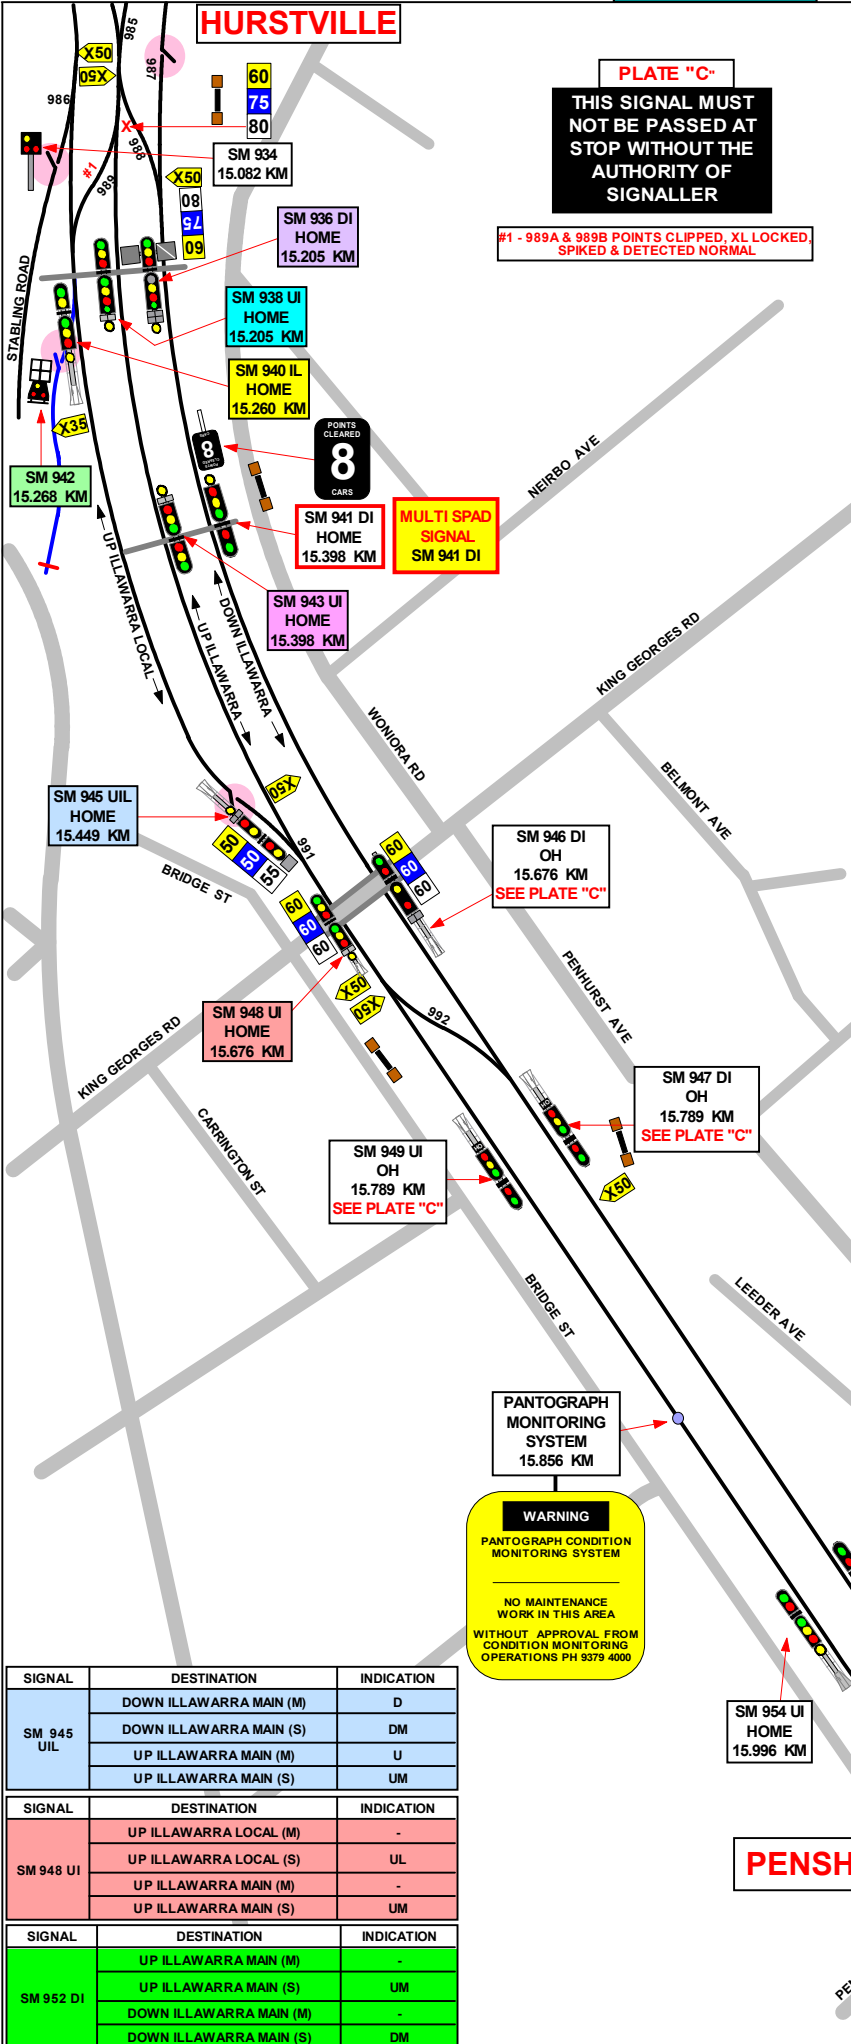 HURSTVILLE
985
X50
X50
987
986
60
75
80
X
988
#1
989
SM 934
15.082 KM
PLATE "C"
THIS SIGNAL MUST
NOT BE PASSED AT
STOP WITHOUT THE
AUTHORITY OF
SIGNALLER
#1 - 989A & 989B POINTS CLIPPED, XL LOCKED,
SPIKED & DETECTED NORMAL
X50
80
75
60
SM 936 DI
HOME
15.205 KM
STABLING ROAD
SM 938 UI
HOME
15.205 KM
SM 940 IL
HOME
15.260 KM
X35
SM 942
15.268 KM
POINTS
CLEARED
8
CARS
POINTS
CLEARED
8
CARS
NEIRBO AVE
SM 941 DI
HOME
15.398 KM
MULTI SPAD
SIGNAL
SM 941 DI
UP ILLAWARRA LOCAL
UP ILLAWARRA
DOWN ILLAWARRA
SM 943 UI
HOME
15.398 KM
KING GEORGES RD
WONIORA RD
BELMONT AVE
X50
SM 945 UIL
HOME
15.449 KM
991
50
50
55
BRIDGE ST
60
60
60
SM 946 DI
OH
15.676 KM
SEE PLATE "C"
60
60
60
X50
X50
992
PENHURST AVE
SM 948 UI
HOME
15.676 KM
KING GEORGES RD
SM 947 DI
OH
15.789 KM
SEE PLATE "C"
CARRINGTON ST
SM 949 UI
OH
15.789 KM
SEE PLATE "C"
X50
BRIDGE ST
LEEDER AVE
PANTOGRAPH
MONITORING
SYSTEM
15.856 KM
WARNING
PANTOGRAPH CONDITION
MONITORING SYSTEM
NO MAINTENANCE
WORK IN THIS AREA
WITHOUT APPROVAL FROM
CONDITION MONITORING
OPERATIONS PH 9379 4000
SM 954 UI
HOME
15.996 KM
PENSH
PE
SIGNAL DESTINATION INDICATION
SM 945 UIL
DOWN ILLAWARRA MAIN (M) D
DOWN ILLAWARRA MAIN (S) DM
UP ILLAWARRA MAIN (M) U
UP ILLAWARRA MAIN (S) UM
SIGNAL DESTINATION INDICATION
SM 948 UI
UP ILLAWARRA LOCAL (M) -
UP ILLAWARRA LOCAL (S) UL
UP ILLAWARRA MAIN (M) -
UP ILLAWARRA MAIN (S) UM
SIGNAL DESTINATION INDICATION
SM 952 DI
UP ILLAWARRA MAIN (M) -
UP ILLAWARRA MAIN (S) UM
DOWN ILLAWARRA MAIN (M) -
DOWN ILLAWARRA MAIN (S) DM